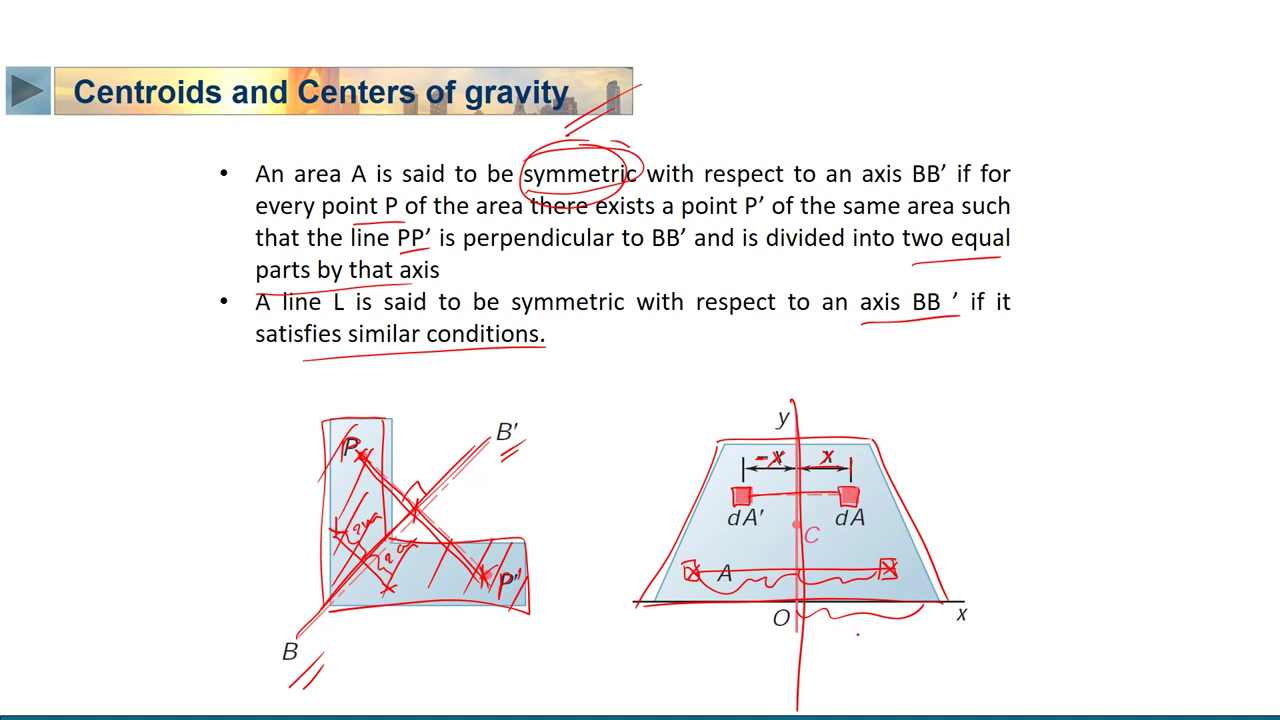 Centroids and Centers of gravity
• An area A is said to be symmetric with respect to an axis BB’ if for
every point P of the area there exists a point P’ of the same area such
that the line PP’ is perpendicular to BB’ and is divided into two equal
parts by that axis
• A line L is said to be symmetric with respect to an axis BB ’ if it
satisfies similar conditions.
P
B'
P'
B
y
-x x
dA' dA
C
A
O
x